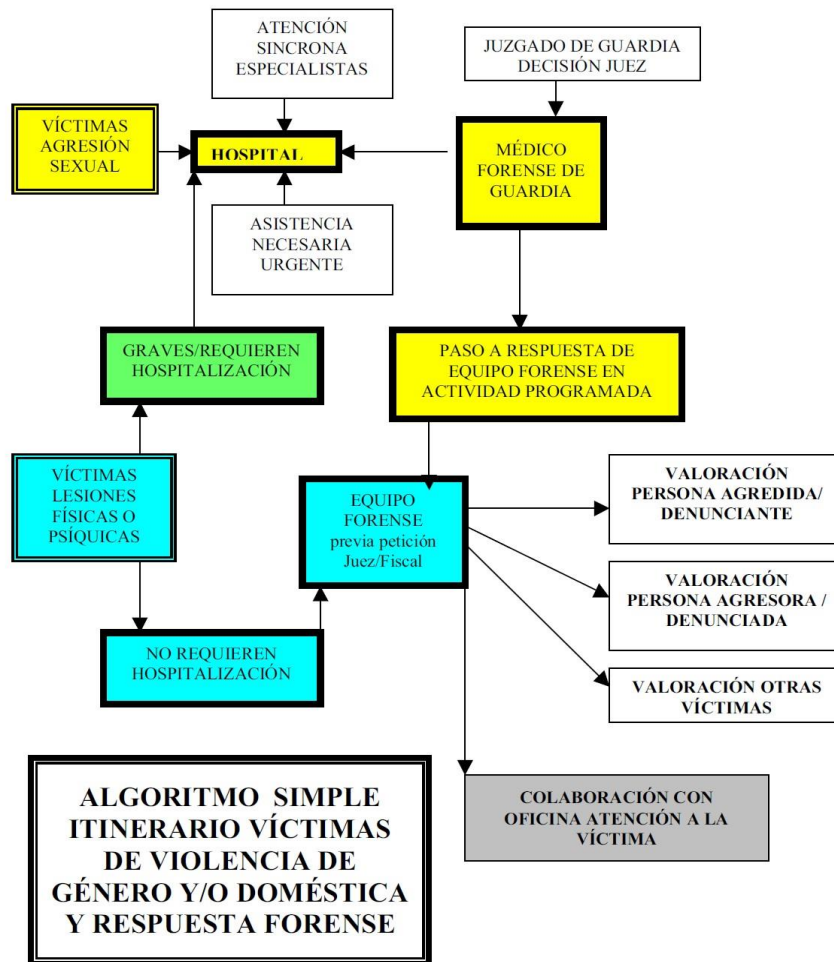 ATENCIÓN
SINCRONA
ESPECIALISTAS
JUZGADO DE GUARDIA
DECISIÓN JUEZ
VÍCTIMAS
AGRESIÓN
SEXUAL
HOSPITAL
MÉDICO
FORENSE DE
GUARDIA
ASISTENCIA
NECESARIA
URGENTE
GRAVES/REQUIEREN
HOSPITALIZACIÓN
PASO A RESPUESTA DE
EQUIPO FORENSE EN
ACTIVIDAD PROGRAMADA
VÍCTIMAS
LESIONES
FÍSICAS O
PSÍQUICAS
EQUIPO
FORENSE
previa petición
Juez/Fiscal
VALORACIÓN
PERSONA AGREDIDA/
DENUNCIANTE
VALORACIÓN
PERSONA AGRESORA /
DENUNCIADA
NO REQUIEREN
HOSPITALIZACIÓN
VALORACIÓN OTRAS
VÍCTIMAS
ALGORITMO SIMPLE
ITINERARIO VÍCTIMAS
DE VIOLENCIA DE
GÉNERO Y/O DOMÉSTICA
Y RESPUESTA FORENSE
COLABORACIÓN CON
OFICINA ATENCIÓN A LA
VÍCTIMA